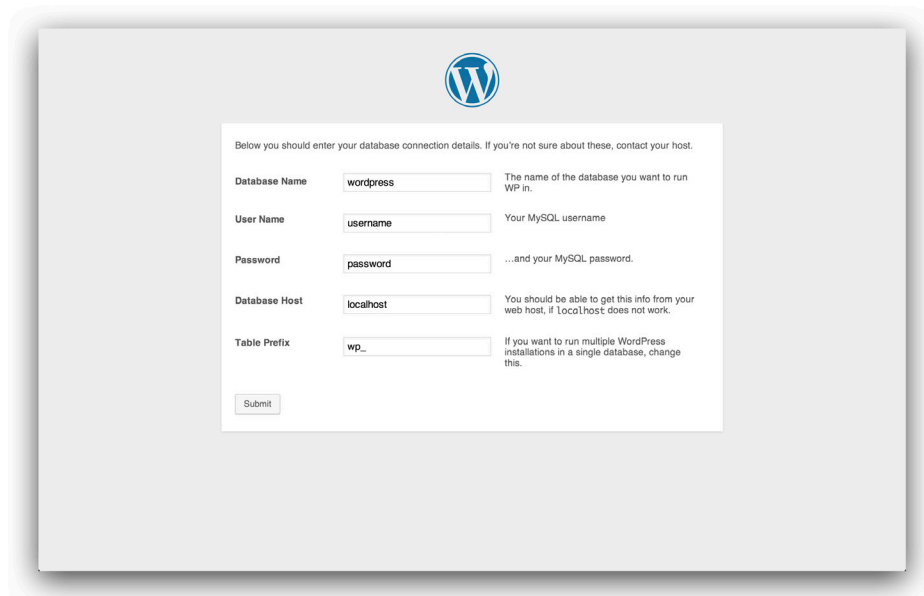 Below you should enter your database connection details. If you're not sure about these, contact your host.
Database Name wordpress The name of the database you want to run
WP in.
User Name username Your MySQL username
Password password …and your MySQL password.
Database Host localhost You should be able to get this info from your
web host, if localhost does not work.
Table Prefix wp_ If you want to run multiple WordPress
installations in a single database, change
this.
Submit